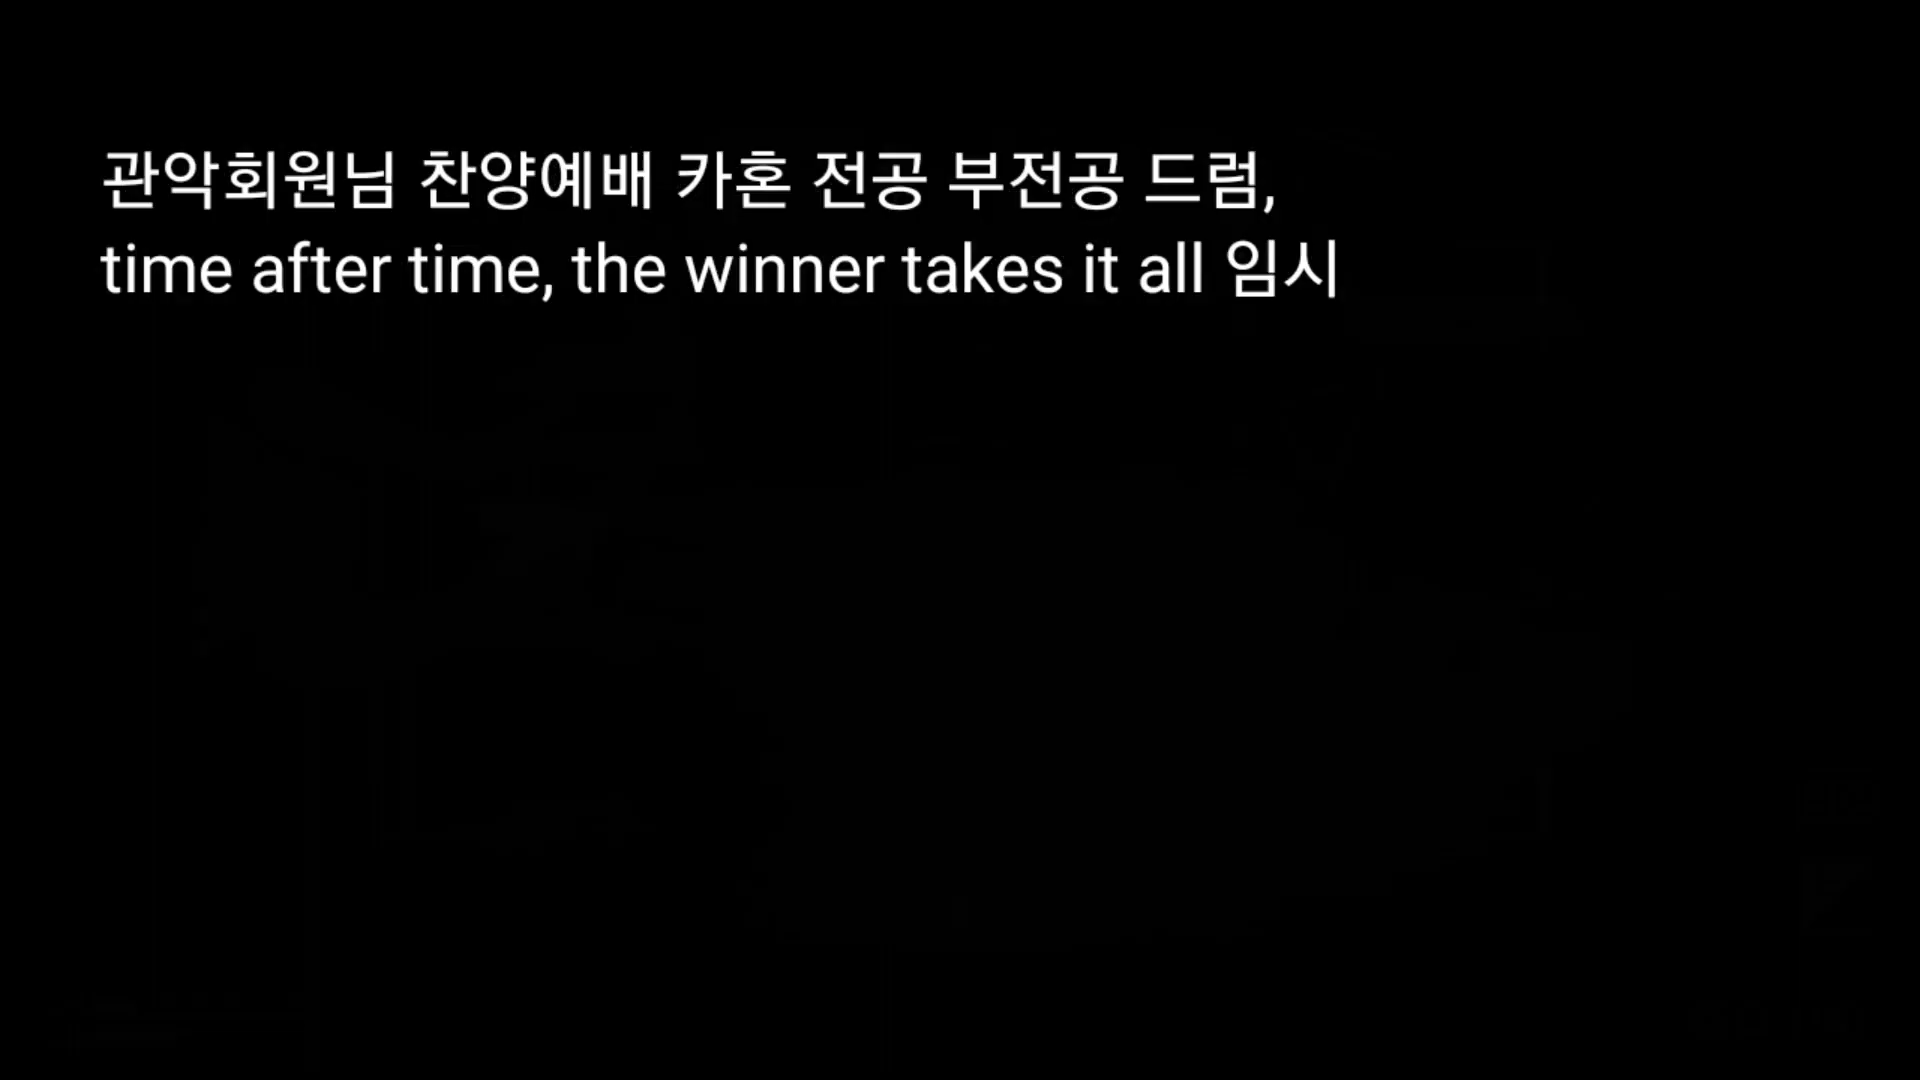 관악회원님 찬양예배 카혼 전공 부전공 드럼,
time after time, the winner takes it all 임시